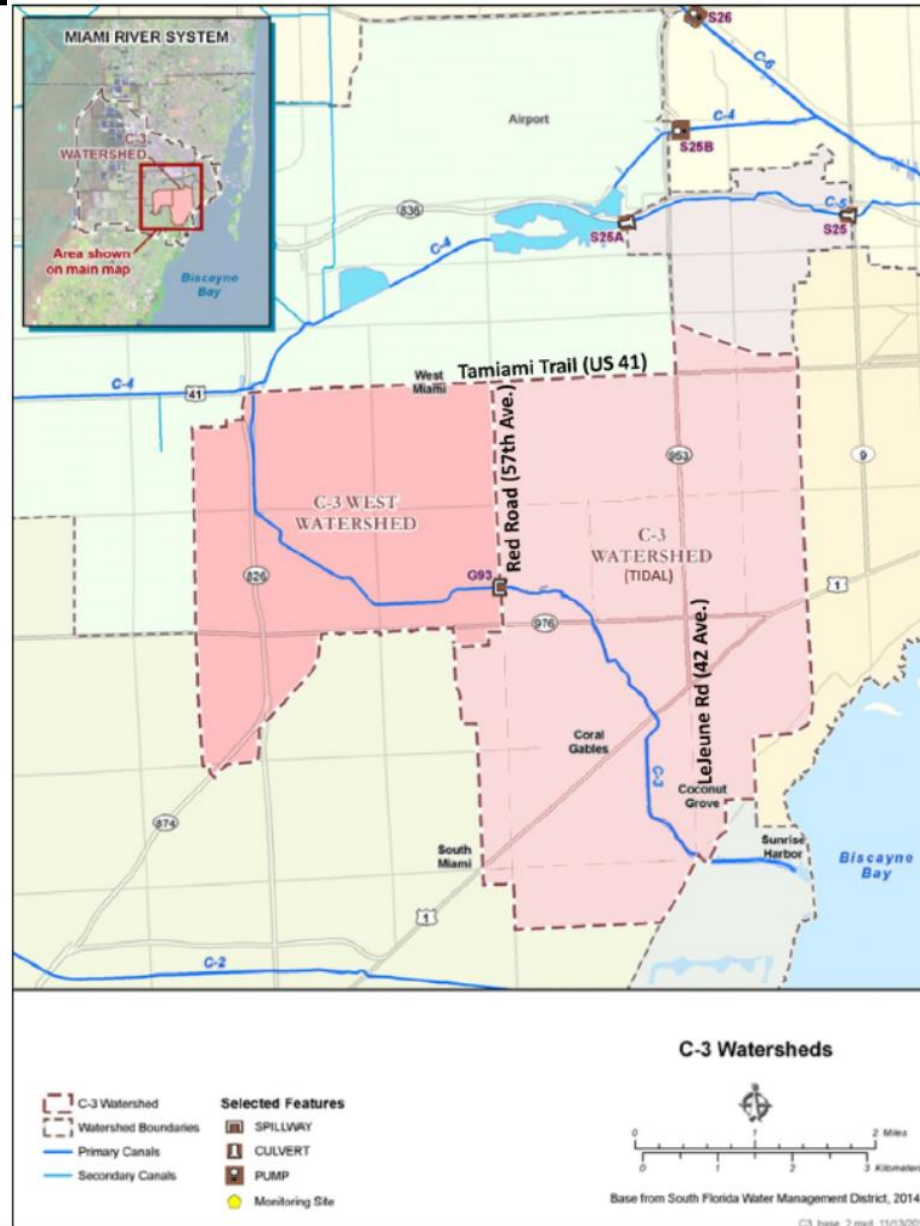 MIAMI RIVER SYSTEM
C-3
WATERSHED
Area shown
on main map
Biscayne
Bay
S26
C-6
Airport
C-4
S25B
836
C-5
S25A
S25
C-4
Tamiami Trail (US 41)
West
Miami
C-4
41
Red Road (57th Ave.)
953
9
C-3 WEST
WATERSHED
C-3
WATERSHED
(TIDAL)
826
G93
1
976
LeJeune Rd (42 Ave.)
Coral
Gables
C-3
Coconut
Grove
874
South
Miami
Sunrise
Harbor
Biscayne
Bay
1
C-2
C-3 Watersheds
C-3 Watershed
Watershed Boundaries
Primary Canals
Secondary Canals
Selected Features
SPILLWAY
CULVERT
PUMP
Monitoring Site
0 1 2 Miles
0 1 2 3 Kilometers
Base from South Florida Water Management District, 2014